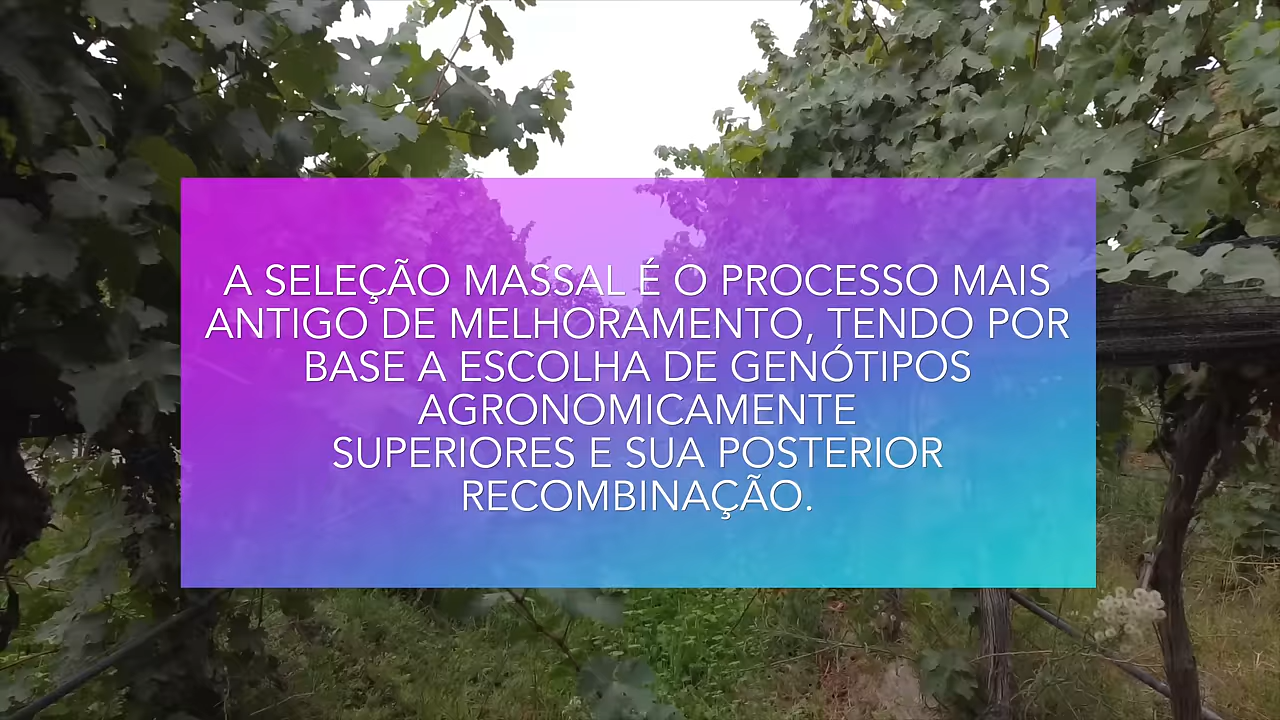 A SELEÇÃO MASSAL É O PROCESSO MAIS
ANTIGO DE MELHORAMENTO, TENDO POR
BASE A ESCOLHA DE GENÓTIPOS
AGRONOMICAMENTE
SUPERIORES E SUA POSTERIOR
RECOMBINAÇÃO.